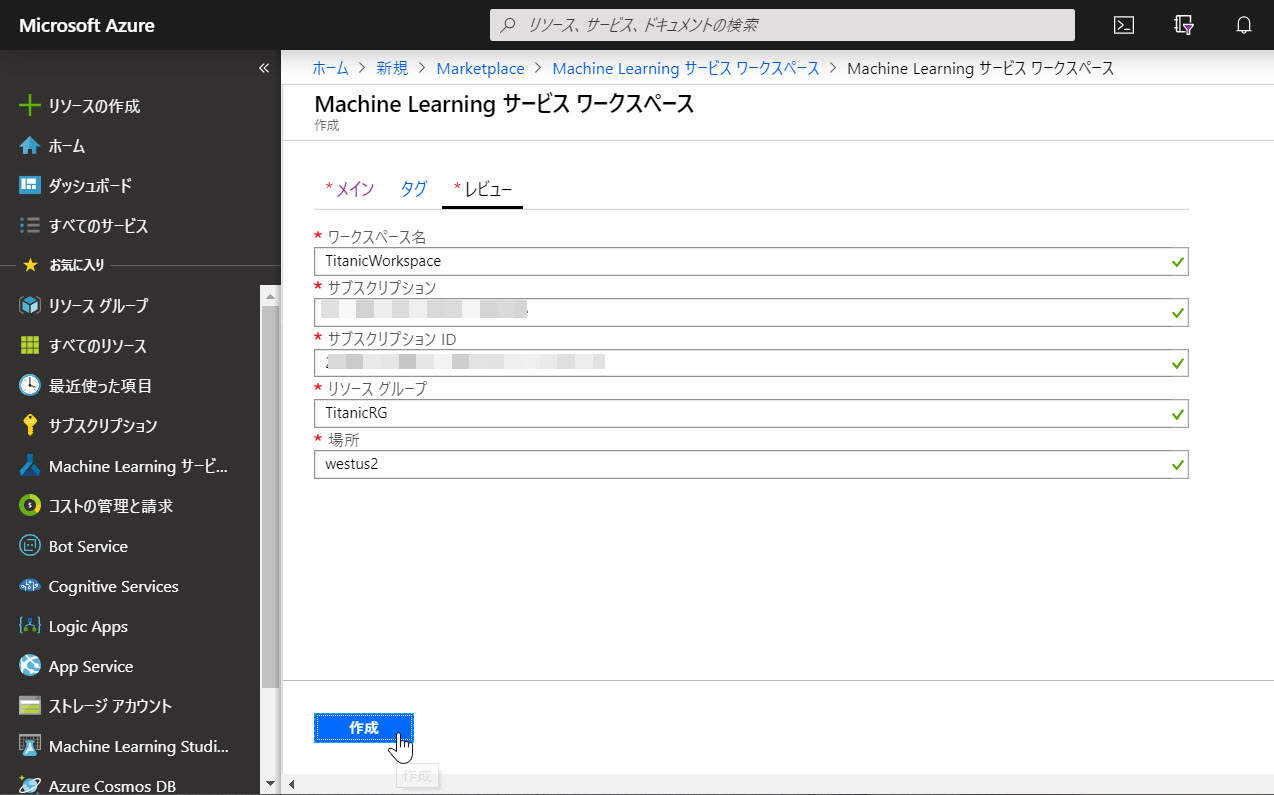 Microsoft Azure
リソース、サービス、ドキュメントの検索
ホーム > 新規 > Marketplace > Machine Learning サービス ワークスペース > Machine Learning サービス ワークスペース
Machine Learning サービス ワークスペース
作成
リソースの作成
ホーム
ダッシュボード
すべてのサービス
お気に入り
リソース グループ
すべてのリソース
最近使った項目
サブスクリプション
Machine Learning サービ...
コストの管理と請求
Bot Service
Cognitive Services
Logic Apps
App Service
ストレージ アカウント
Machine Learning Studi...
Azure Cosmos DB
* メイン タグ * レビュー
* ワークスペース名
TitanicWorkspace
* サブスクリプション
* サブスクリプション ID
* リソース グループ
TitanicRG
* 場所
westus2
作成
作成